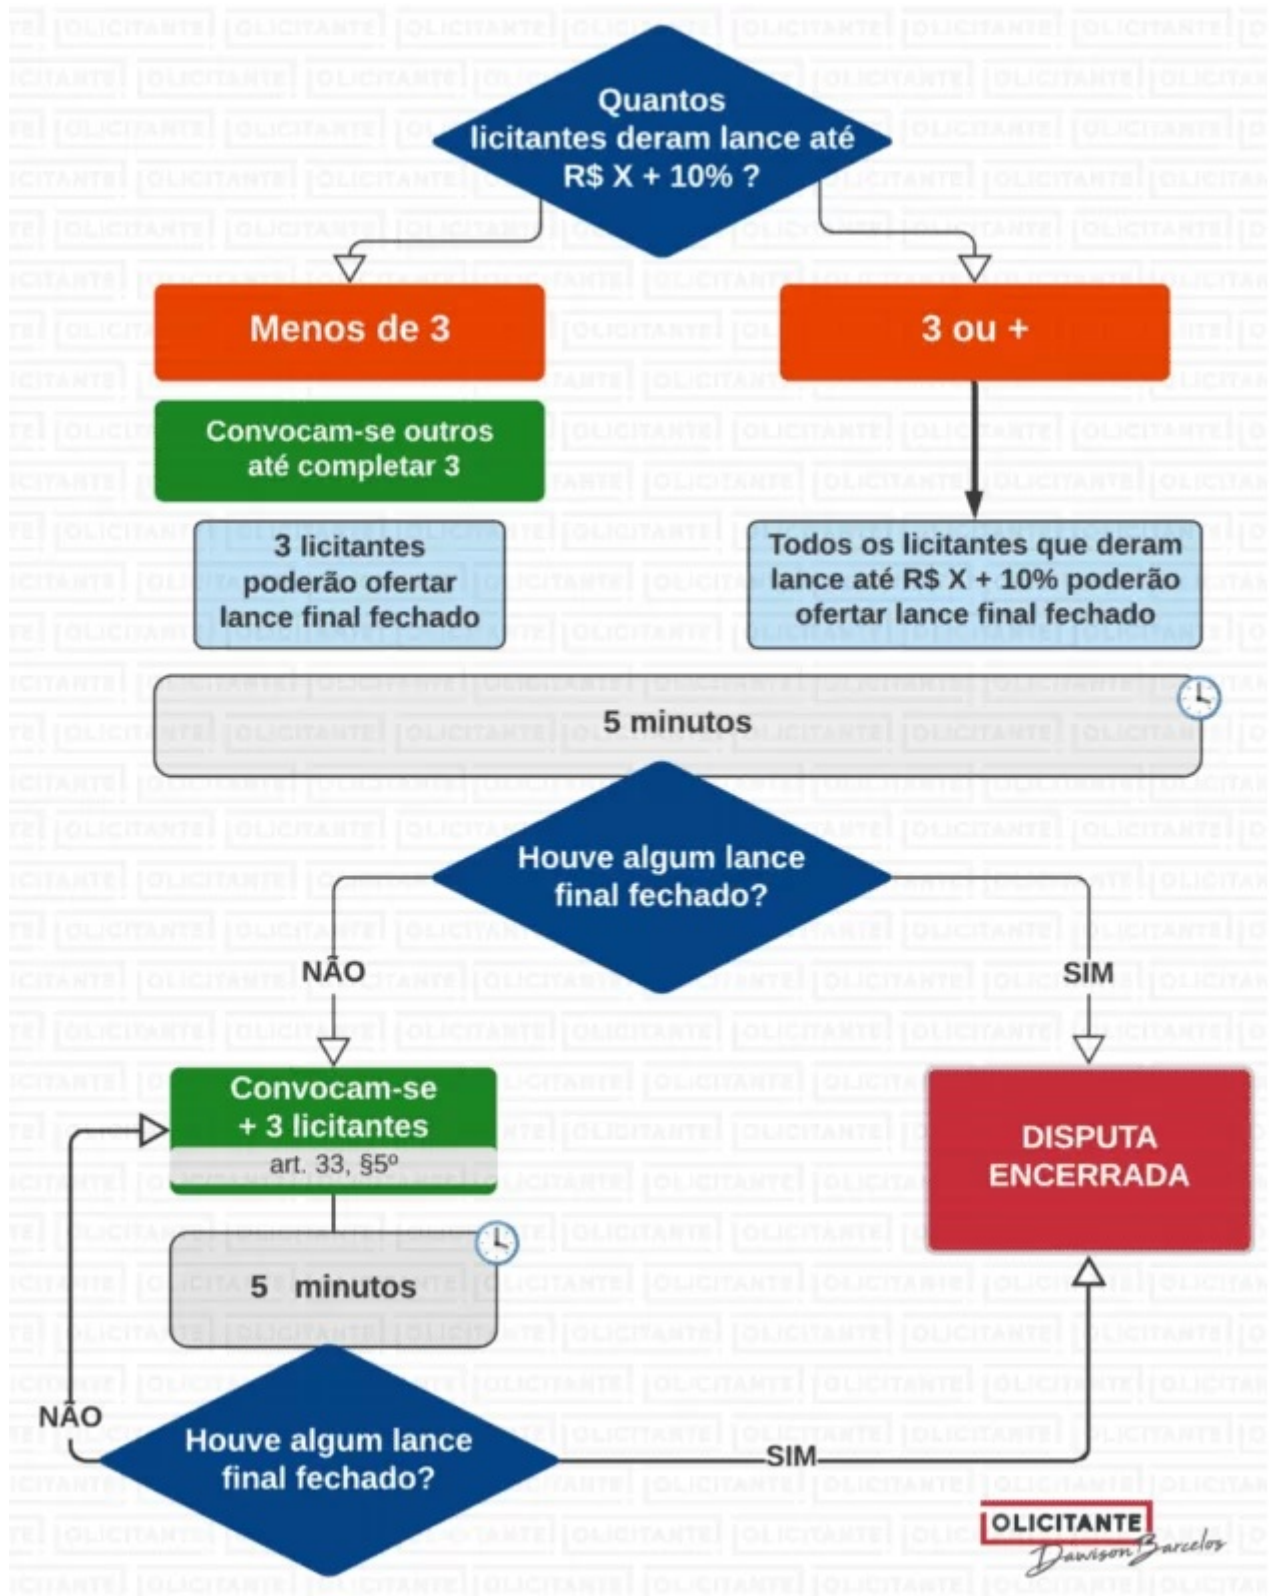 Quantos
licitantes deram lance até
R$ X + 10% ?
Menos de 3
3 ou +
Convocam-se outros
até completar 3
3 licitantes
poderão ofertar
lance final fechado
Todos os licitantes que deram
lance até R$ X + 10% poderão
ofertar lance final fechado
5 minutos
Houve algum lance
final fechado?
NÃO
SIM
Convocam-se
+ 3 licitantes
art. 33, §5º
DISPUTA
ENCERRADA
5 minutos
NÃO
Houve algum lance
final fechado?
SIM
OLICITANTE
Dawison Barcelos